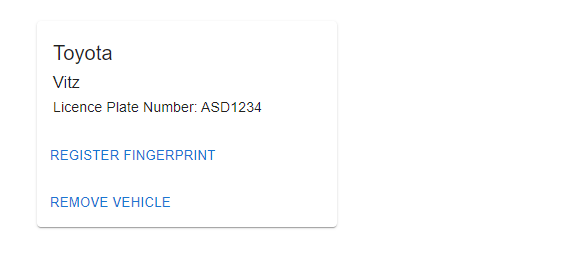 Toyota
Vitz
Licence Plate Number: ASD1234
REGISTER FINGERPRINT
REMOVE VEHICLE